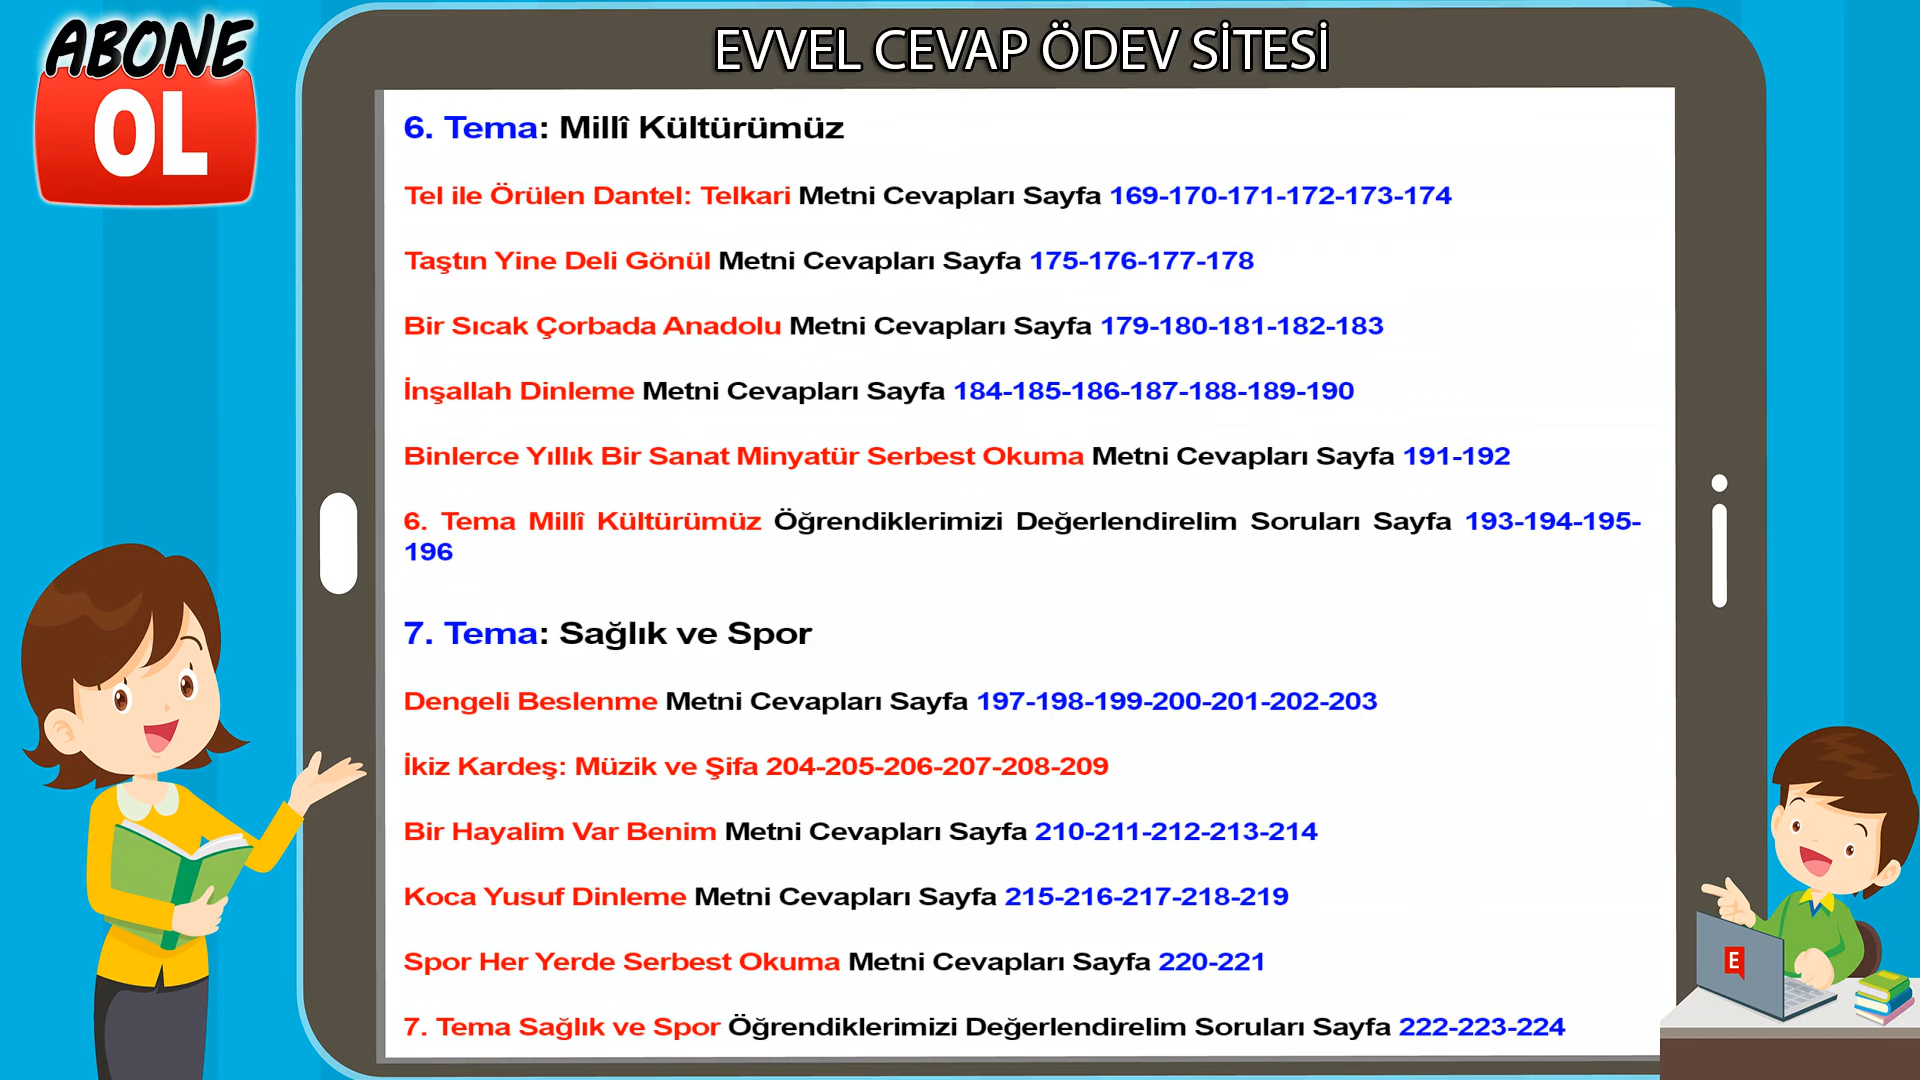 ABONE
OL
EVVEL CEVAP ÖDEV SİTESİ
6. Tema: Millî Kültürümüz
Tel ile Örülen Dantel: Telkari Metni Cevapları Sayfa 169-170-171-172-173-174
Taştın Yine Deli Gönül Metni Cevapları Sayfa 175-176-177-178
Bir Sıcak Çorbada Anadolu Metni Cevapları Sayfa 179-180-181-182-183
İnşallah Dinleme Metni Cevapları Sayfa 184-185-186-187-188-189-190
Binlerce Yıllık Bir Sanat Minyatür Serbest Okuma Metni Cevapları Sayfa 191-192
6. Tema Millî Kültürümüz Öğrendiklerimizi Değerlendirelim Soruları Sayfa 193-194-195-
196
7. Tema: Sağlık ve Spor
Dengeli Beslenme Metni Cevapları Sayfa 197-198-199-200-201-202-203
İkiz Kardeş: Müzik ve Şifa 204-205-206-207-208-209
Bir Hayalim Var Benim Metni Cevapları Sayfa 210-211-212-213-214
Koca Yusuf Dinleme Metni Cevapları Sayfa 215-216-217-218-219
Spor Her Yerde Serbest Okuma Metni Cevapları Sayfa 220-221
7. Tema Sağlık ve Spor Öğrendiklerimizi Değerlendirelim Soruları Sayfa 222-223-224
E